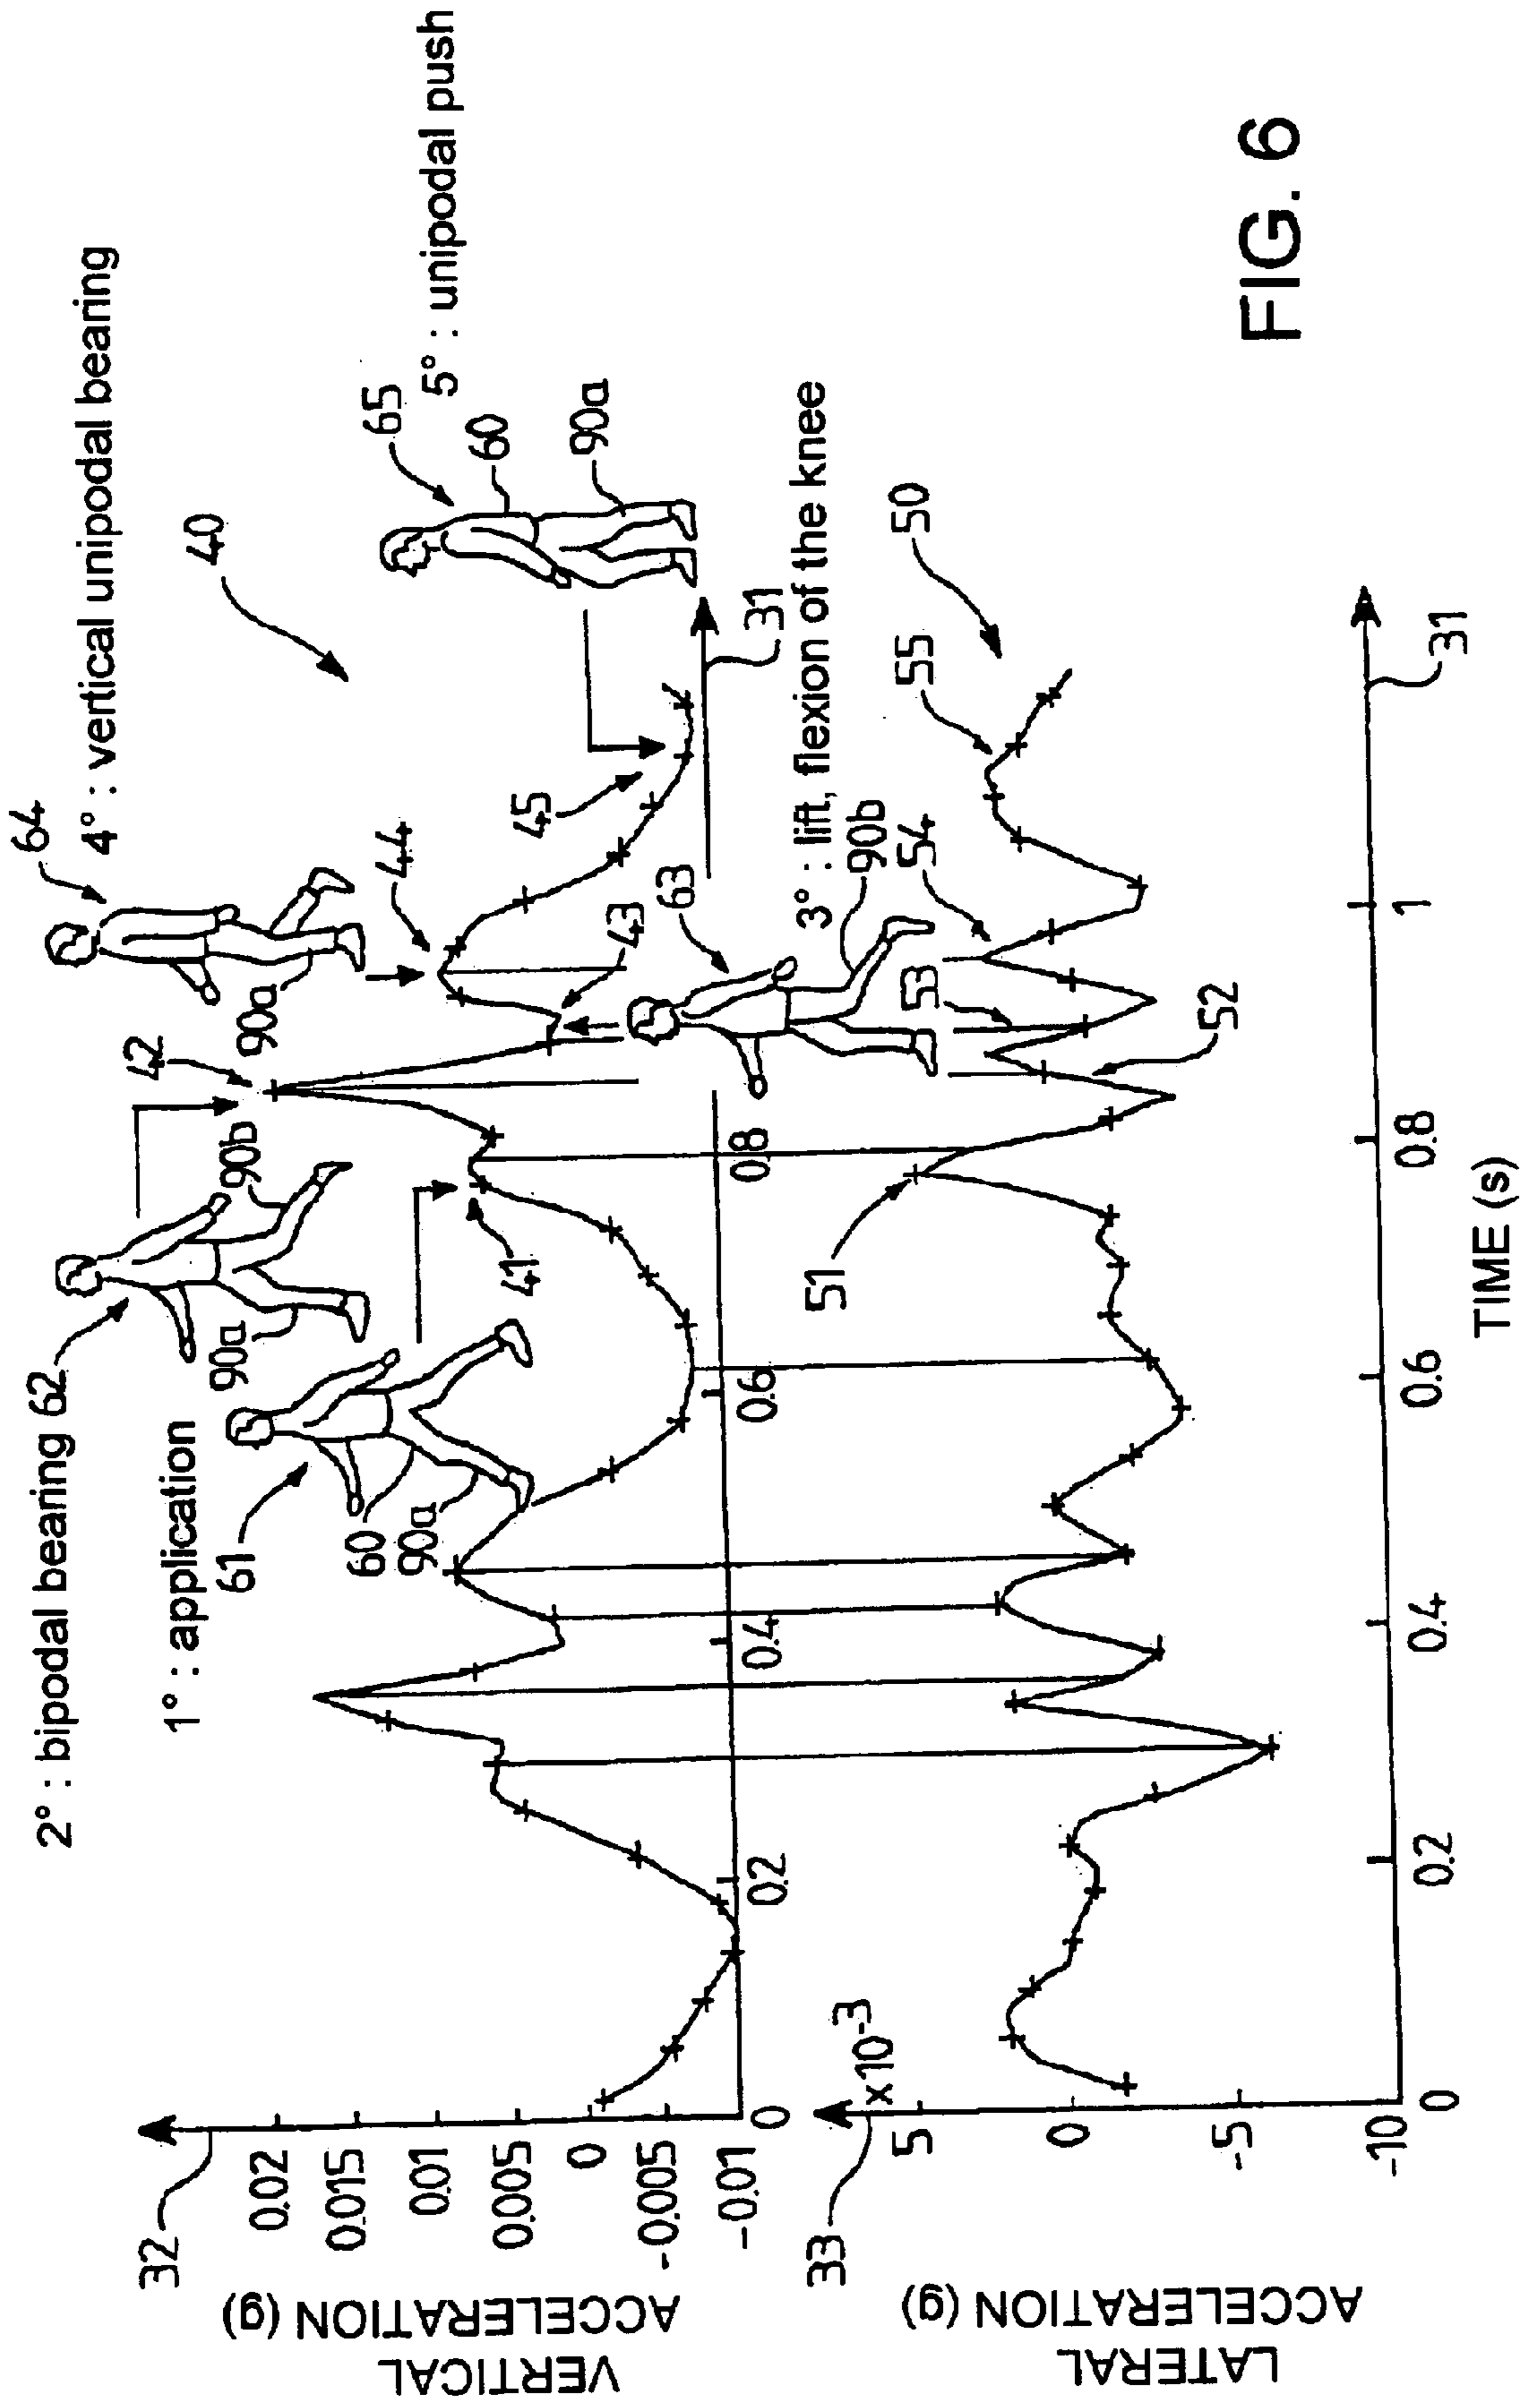 2° : bipodal bearing 62
1° : application
61
60
90a
90a
90b
42
64
4° : vertical unipodal bearing
90a
44
40
65
5° : unipodal push
60
90a
41
43
45
31
32
VERTICAL
ACCELERATION (g)
0.02
0.015
0.01
0.005
0
-0.005
-0.01
0
0.2
0.4
0.6
0.8
63
3° : lift, flexion of the knee
90b
51
52
53
54
55
50
33
x10-3
LATERAL
ACCELERATION (g)
5
0
-5
-10
0
0.2
0.4
0.6
0.8
1
31
TIME (s)
FIG. 6